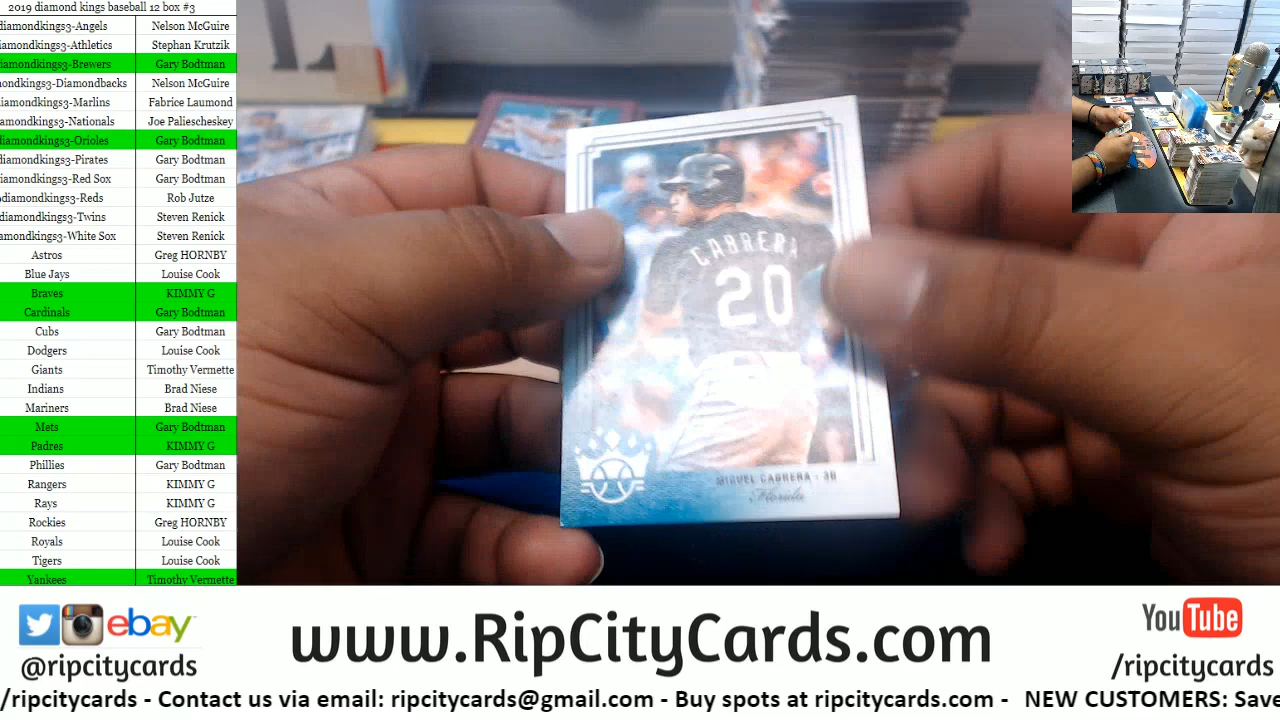 2019 diamond kings baseball 12 box #3
diamondkings3-Angels Nelson McGuire
iamondkings3-Athletics Stephan Krutzik
iamondkings3-Brewers Gary Bodtman
mondkings3-Diamondbacks Nelson McGuire
iamondkings3-Marlins Fabrice Laumond
amondkings3-Nationals Joe Paliescheskey
iamondkings3-Orioles Gary Bodtman
iamondkings3-Pirates Gary Bodtman
amondkings3-Red Sox Gary Bodtman
diamondkings3-Reds Rob Jutze
diamondkings3-Twins Steven Renick
amondkings3-White Sox Steven Renick
Astros Greg HORNBY
Blue Jays Louise Cook
Braves KIMMY G
Cardinals Gary Bodtman
Cubs Gary Bodtman
Dodgers Louise Cook
Giants Timothy Vermette
Indians Brad Niese
Mariners Brad Niese
Mets Gary Bodtman
Padres KIMMY G
Phillies Gary Bodtman
Rangers KIMMY G
Rays KIMMY G
Rockies Greg HORNBY
Royals Louise Cook
Tigers Louise Cook
Yankees Timothy Vermette
CABRERA
20
MIGUEL CABRERA - 3B
Florida
ebay
@ripcitycards
www.RipCityCards.com
YouTube
/ripcitycards
/ripcitycards - Contact us via email: ripcitycards@gmail.com - Buy spots at ripcitycards.com - NEW CUSTOMERS: Save